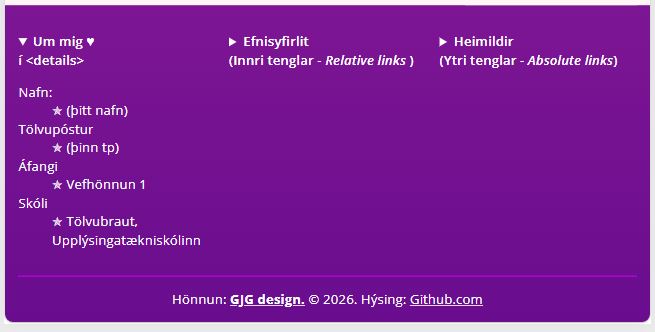 ▼ Um mig ♥
í <details>
Nafn:
★ (þitt nafn)
Tölvupóstur
★ (þinn tp)
Áfangi
★ Vefhönnun 1
Skóli
★ Tölvubraut,
Upplýsingatækniskólinn
▶ Efnisyfirlit
(Innri tenglar - Relative links )
▶ Heimildir
(Ytri tenglar - Absolute links)
Hönnun: GJG design. © 2026. Hýsing: Github.com